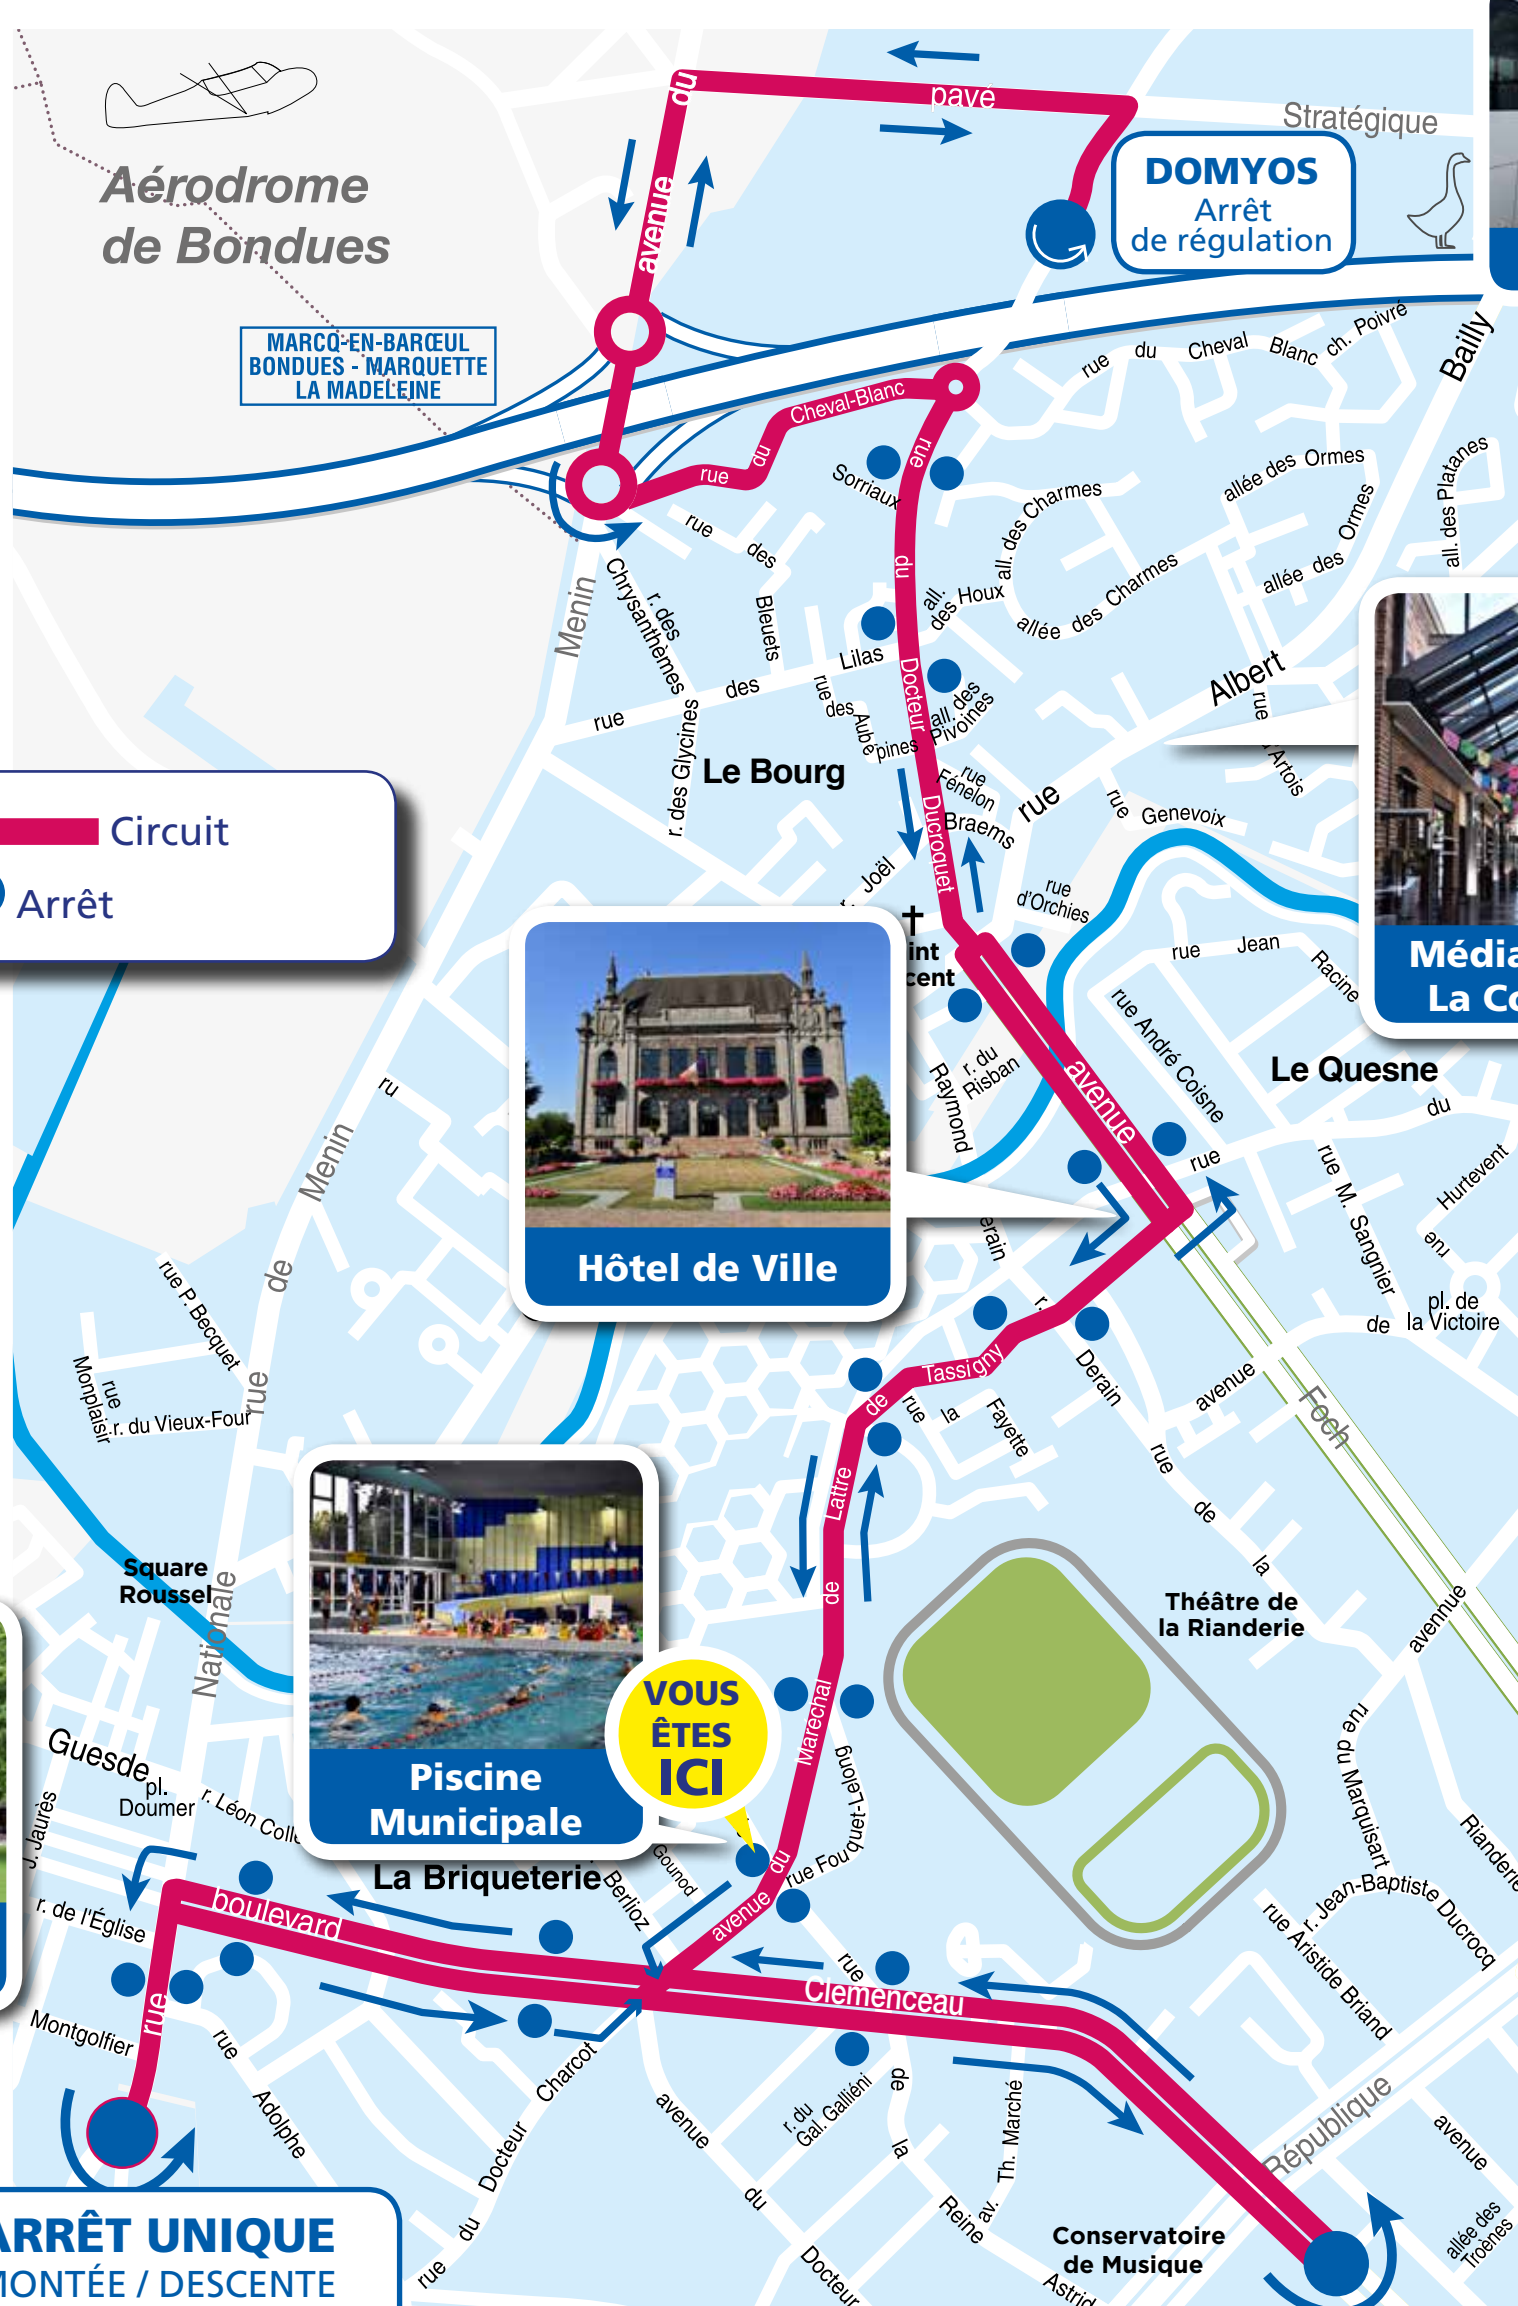 pavé
du
Stratégique
DOMYOS
Arrêt
de régulation
Aérodrome
de Bondues
avenue
MARCQ-EN-BARŒUL
BONDUES - MARQUETTE
LA MADELEINE
rue du Cheval Blanc
ch. Poivré
Bailly
rue du Cheval-Blanc
rue
Sorriaux
allée des Ormes
all. des Platanes
all. des Charmes
allée des Ormes
rue des Bleuets
du
Menin
Chrysanthèmes
r. des
all. des Houx
allée des Charmes
Lilas
rue des
Albert
rue
Docteur
all. des
Pivoines
rue des Aubépines
r. des Glycines
Le Bourg
rue
Fénelon
rue
Artois
Circuit
Arrêt
Ducroquet
Braems
rue Genevoix
Joël
rue
d'Orchies
int
cent
rue Jean Racine
Média
La Co
r. du
Risban
Raymond
avenue
rue André Coisne
Le Quesne
du
ru
rue
rue M. Sangnier
Hurtevent
rue
Menin
de
rue
erain
Hôtel de Ville
pl. de
la Victoire
de
rue P. Becquet
rue
Monplaisir
r. du Vieux-Four
r.
Derain
Tassigny
de
rue la Fayette
avenue
Foch
Lattre
rue de la
Square
Roussel
Nationale
de
Théâtre de
la Rianderie
avennue
VOUS
ÊTES
ICI
Maréchal
rue du Marquisart
Guesde
pl.
Doumer
r. Léon Colle
Piscine
Municipale
rue Fouquet-Lelong
Rianderie
J. Jaurès
La Briqueterie
Gounod
Berlioz
du
avenue
r. Jean-Baptiste Ducrocq
rue Aristide Briand
r. de l'Église
boulevard
Clemenceau
rue
Montgolfier
rue
rue Adolphe
Charcot
Docteur
du
rue
avenue
du
Docteur
r. du
Gal. Galliéni
de
la
Reine
Astrid
av. Th. Marché
République
avenue
allée des
Troènes
Conservatoire
de Musique
ARRÊT UNIQUE
MONTÉE / DESCENTE